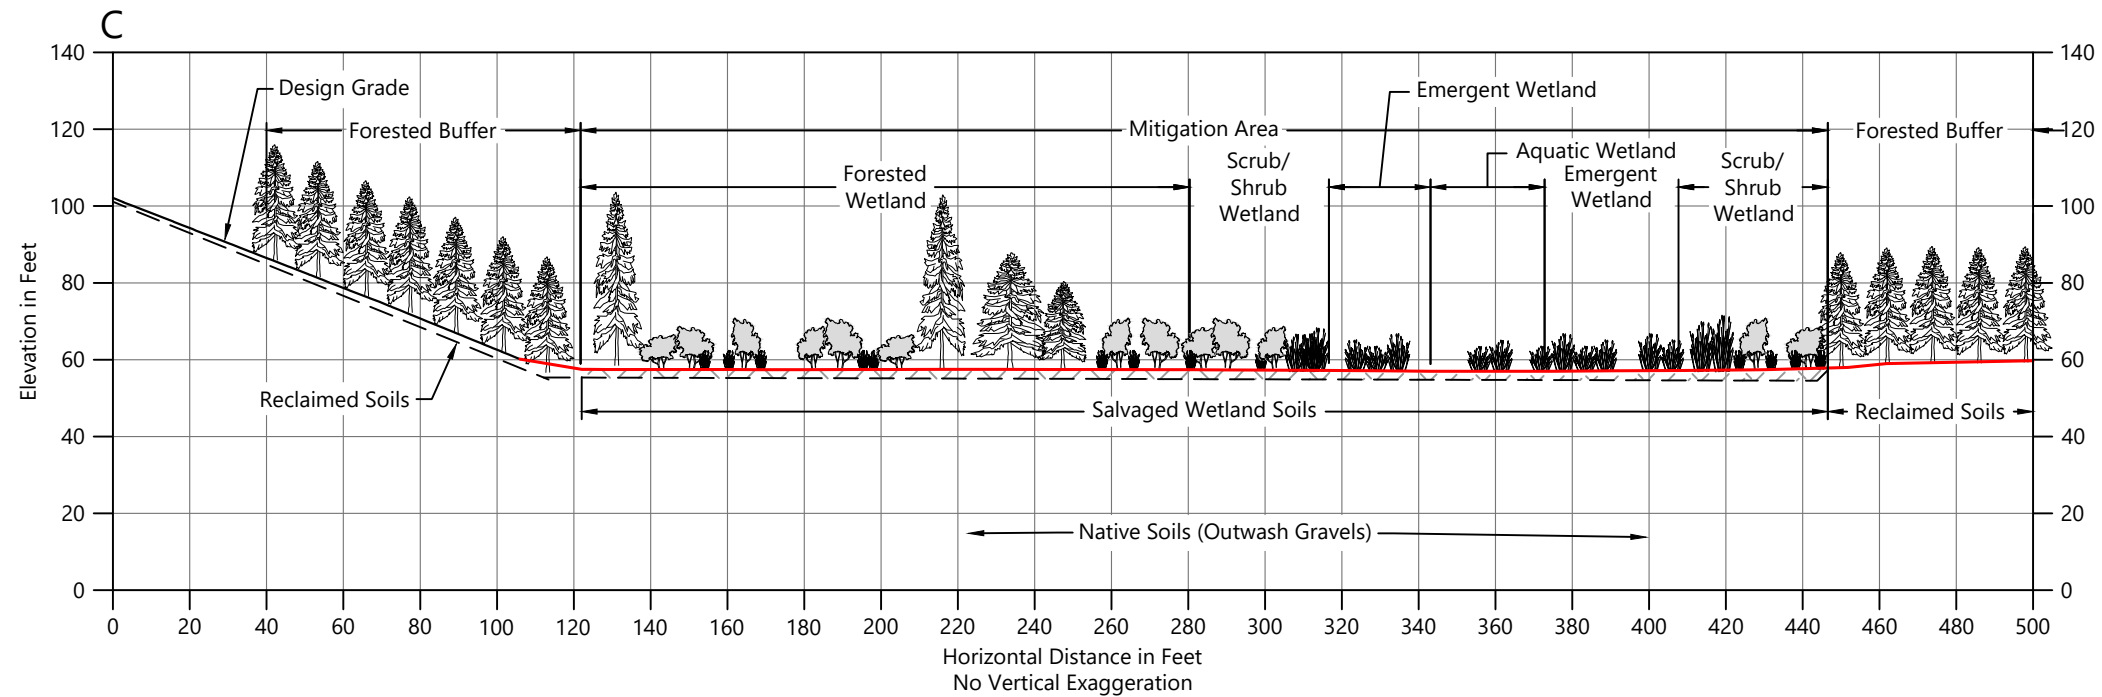 C
140
140
Design Grade
Emergent Wetland
120
Forested Buffer
Mitigation Area
Forested Buffer
120
Aquatic Wetland
Forested
Wetland
Scrub/
Shrub
Wetland
Emergent
Wetland
Scrub/
Shrub
Wetland
100
100
80
80
60
60
Elevation in Feet
Reclaimed Soils
Salvaged Wetland Soils
Reclaimed Soils
40
40
20
20
Native Soils (Outwash Gravels)
0
0
0 20 40 60 80 100 120 140 160 180 200 220 240 260 280 300 320 340 360 380 400 420 440 460 480 500
Horizontal Distance in Feet
No Vertical Exaggeration